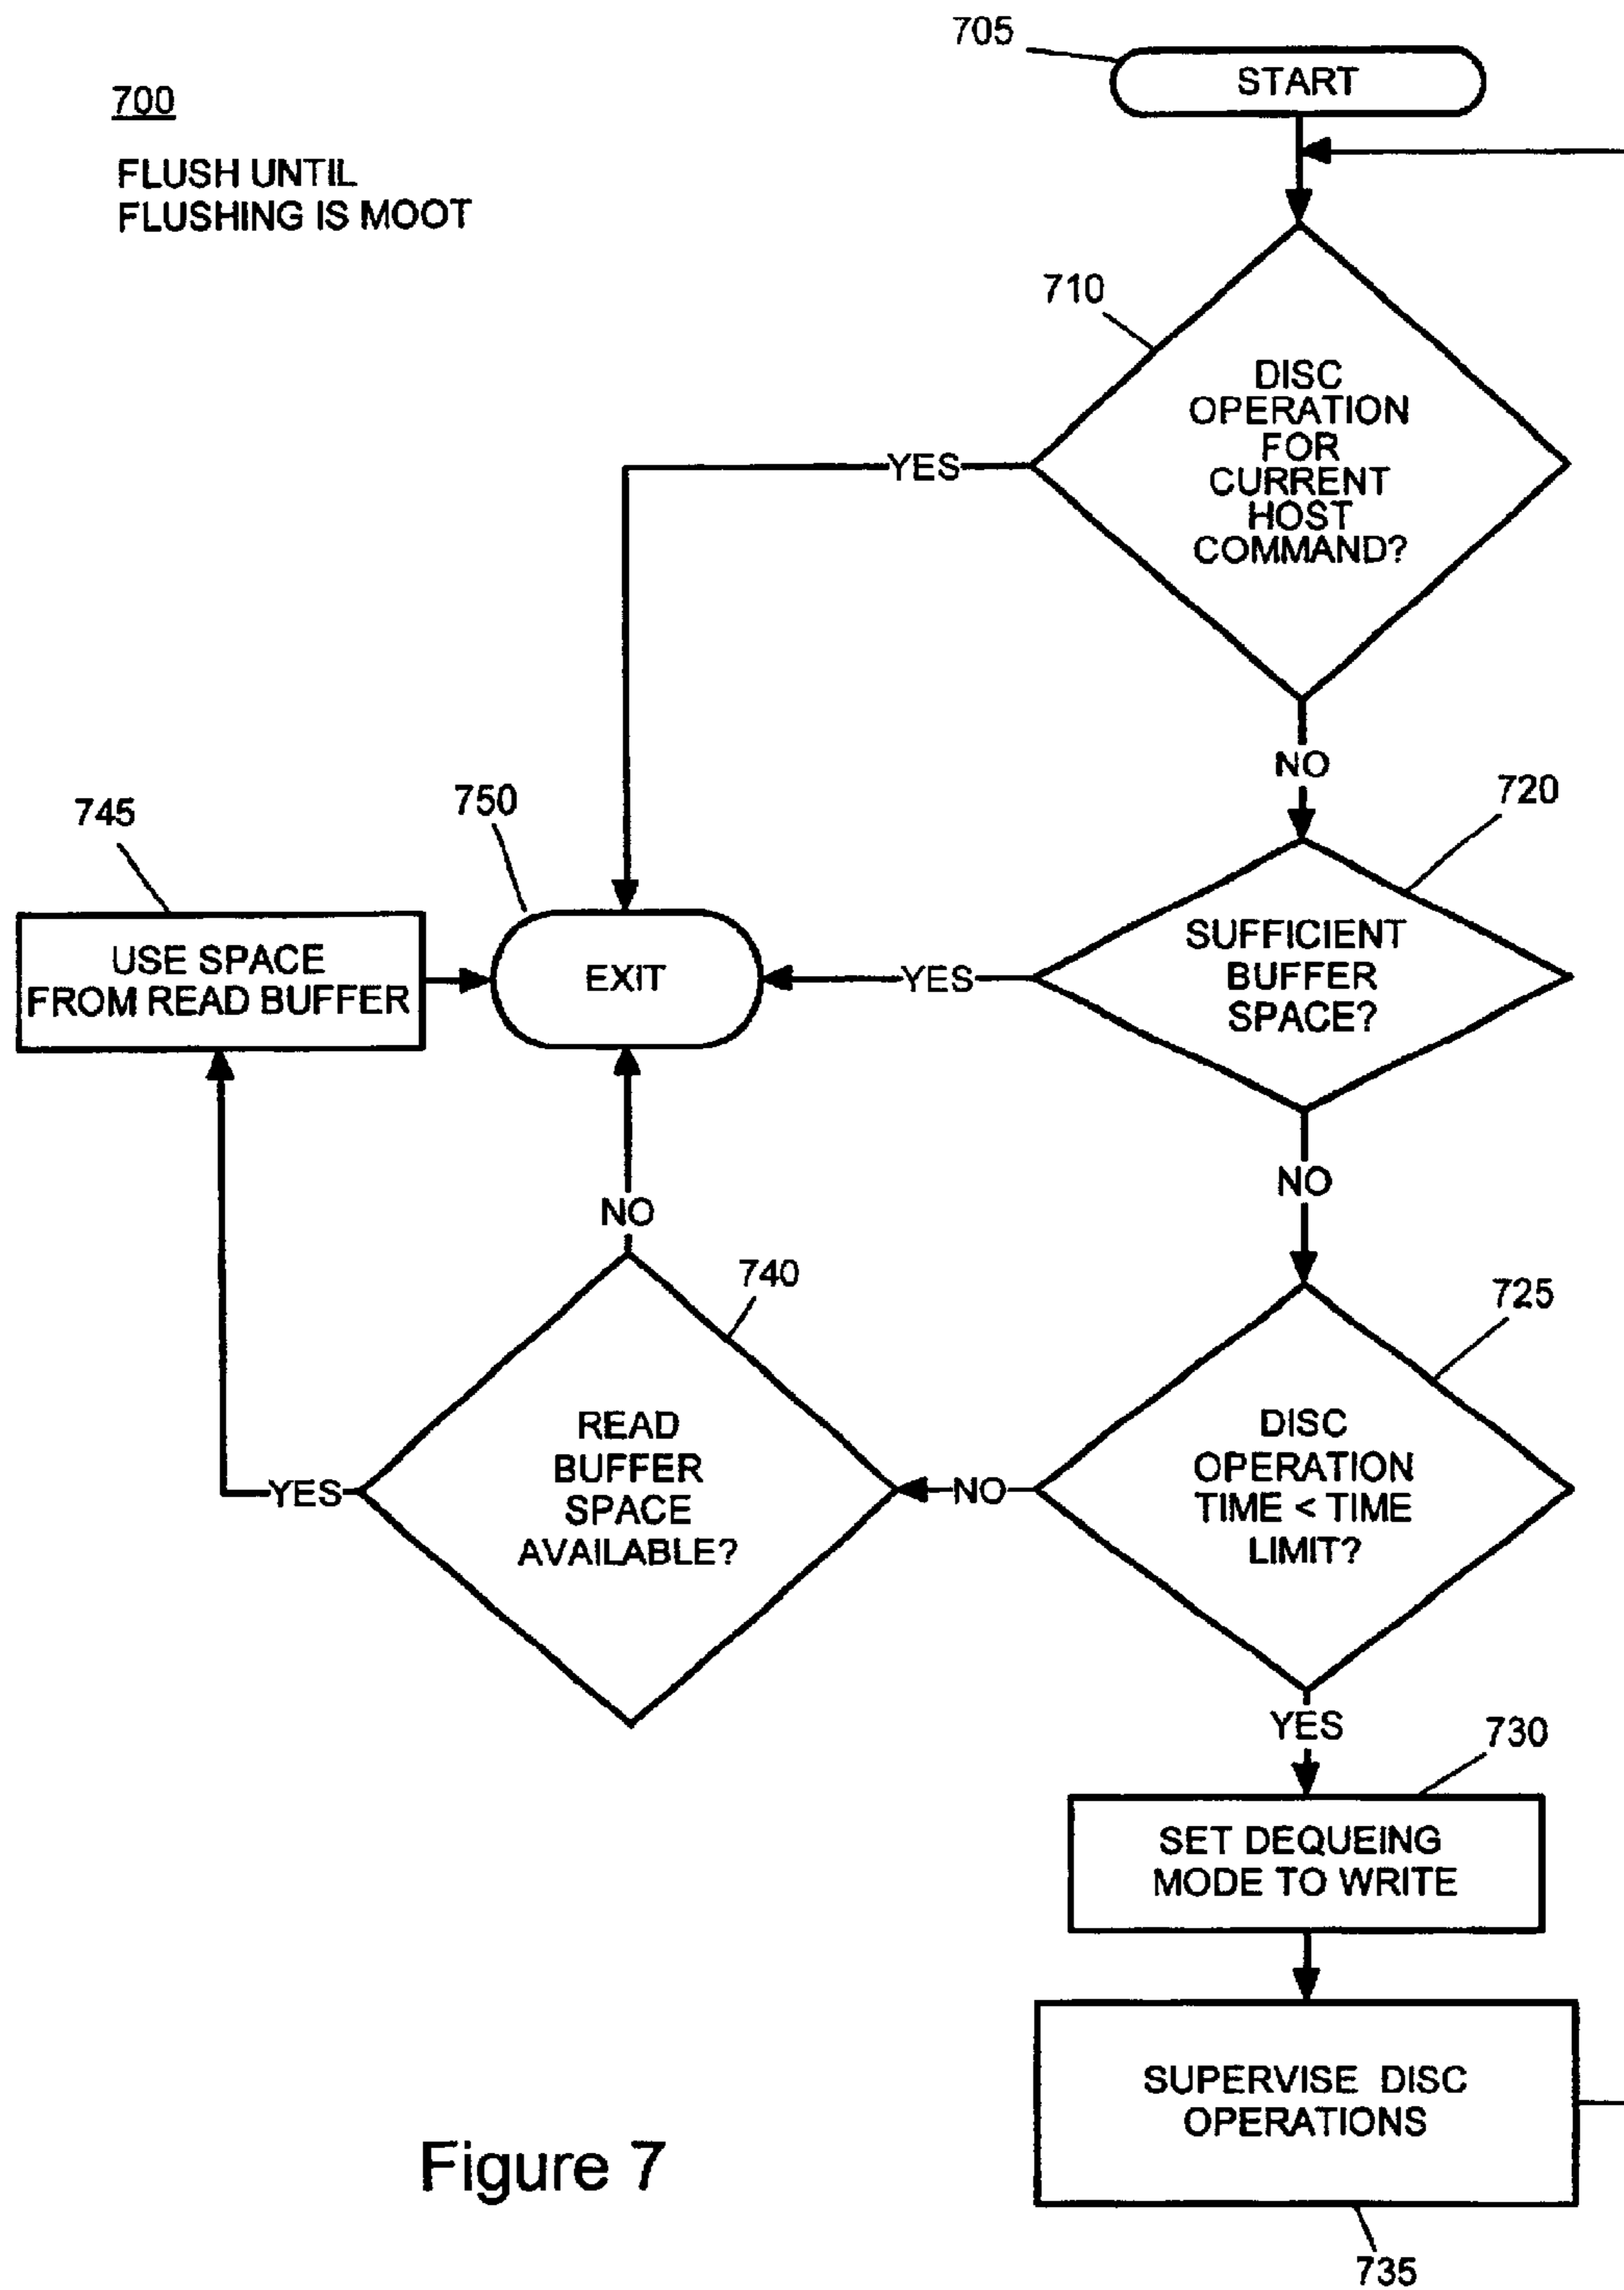 705
START
700
FLUSH UNTIL
FLUSHING IS MOOT
710
DISC
OPERATION
FOR
CURRENT
HOST
COMMAND?
YES
NO
720
745
750
USE SPACE
FROM READ BUFFER
EXIT
YES
SUFFICIENT
BUFFER
SPACE?
NO
NO
740
725
READ
BUFFER
SPACE
AVAILABLE?
YES
NO
DISC
OPERATION
TIME < TIME
LIMIT?
YES
730
SET DEQUEING
MODE TO WRITE
SUPERVISE DISC
OPERATIONS
735
Figure 7